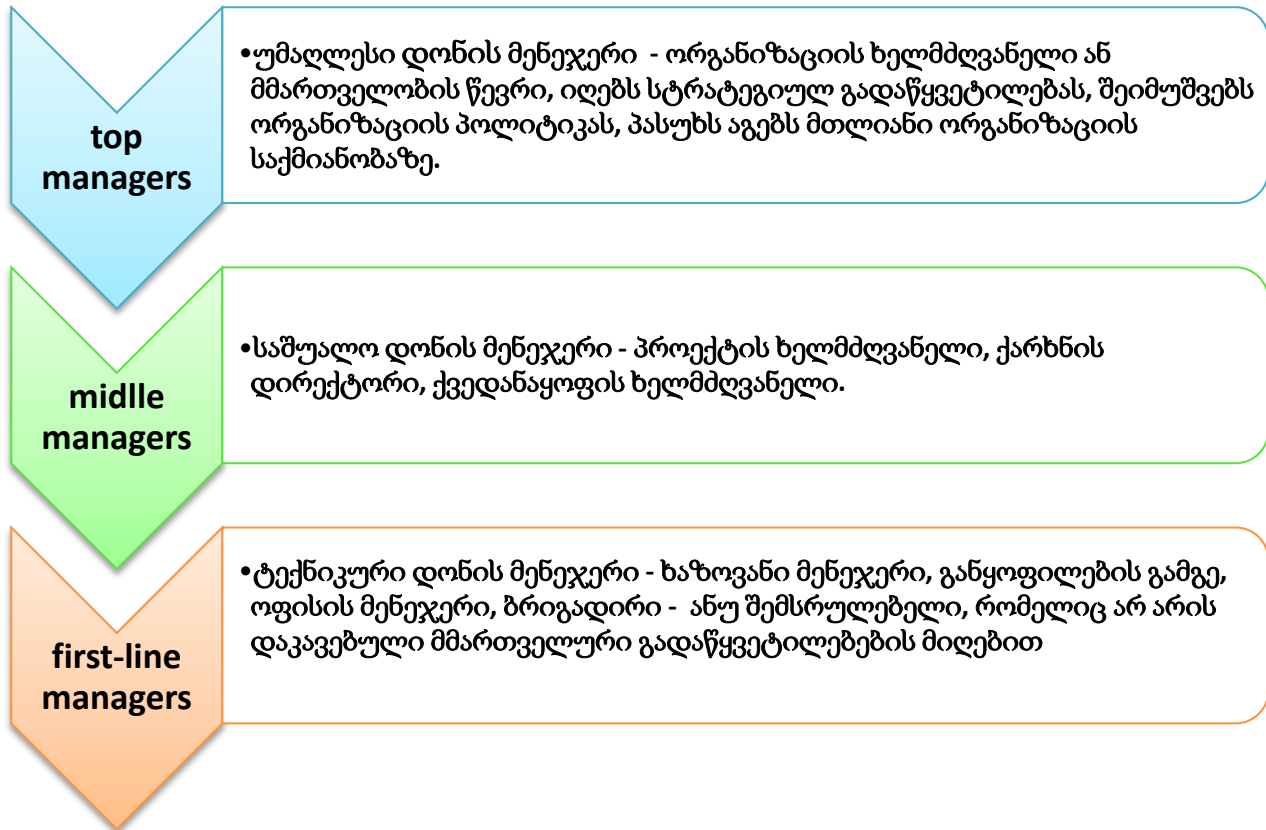 top
managers
•უმაღლესი დონის მენეჯერი - ორგანიზაციის ხელმძღვანელი ან
მმართველობის წევრი, იღებს სტრატეგიულ გადაწყვეტილებას, შეიმუშვებს
ორგანიზაციის პოლიტიკას, პასუხს აგებს მთლიანი ორგანიზაციის
საქმიანობაზე.
midlle
managers
•საშუალო დონის მენეჯერი - პროექტის ხელმძღვანელი, ქარხნის
დირექტორი, ქვედანაყოფის ხელმძღვანელი.
first-line
managers
•ტექნიკური დონის მენეჯერი - ხაზოვანი მენეჯერი, განყოფილების გამგე,
ოფისის მენეჯერი, ბრიგადირი - ანუ შემსრულებელი, რომელიც არ არის
დაკავებული მმართველური გადაწყვეტილებების მიღებით